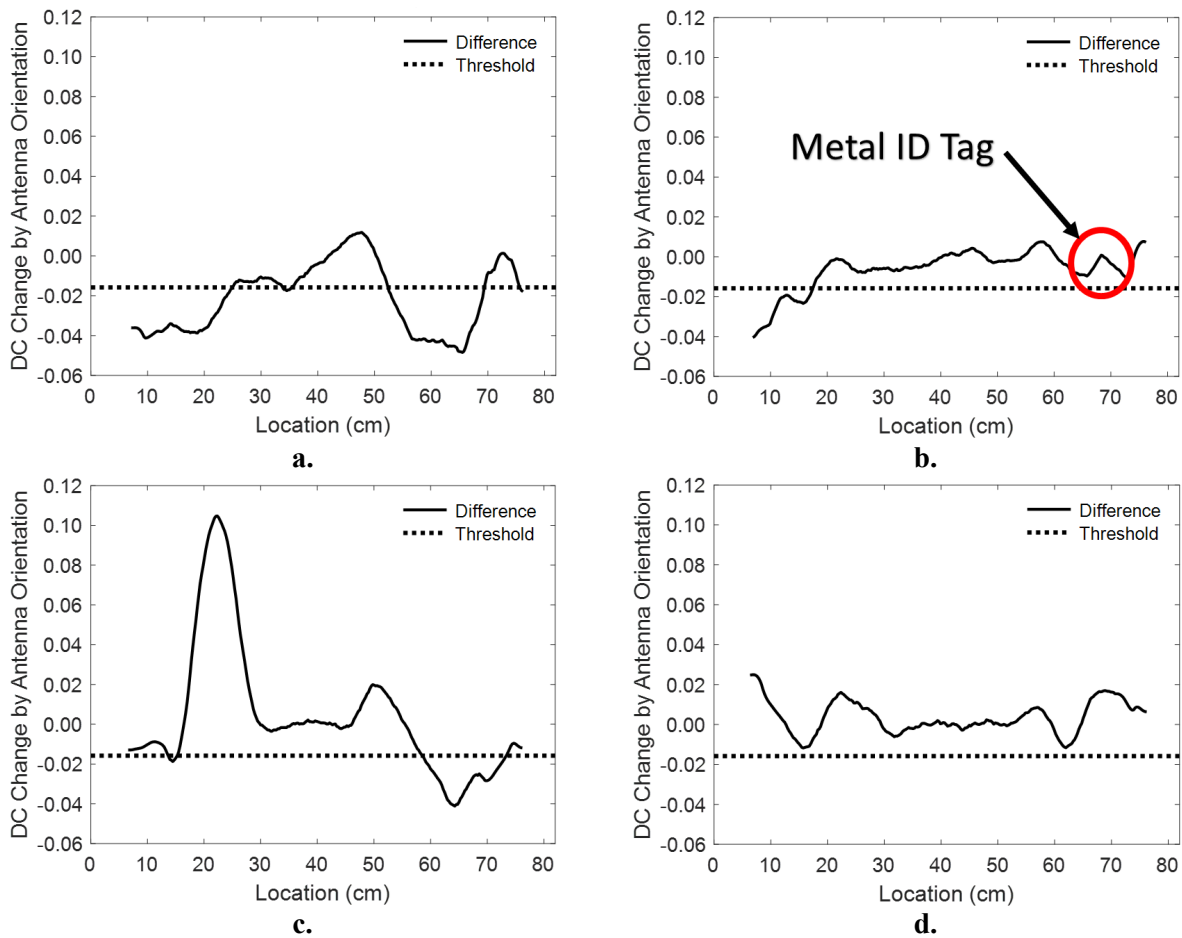 DC Change by Antenna Orientation
0.12
0.10
0.08
0.06
0.04
0.02
0.00
-0.02
-0.04
-0.06
Difference
Threshold
0 10 20 30 40 50 60 70 80
Location (cm)
a.
DC Change by Antenna Orientation
0.12
0.10
0.08
0.06
0.04
0.02
0.00
-0.02
-0.04
-0.06
Difference
Threshold
Metal ID Tag
0 10 20 30 40 50 60 70 80
Location (cm)
b.
DC Change by Antenna Orientation
0.12
0.10
0.08
0.06
0.04
0.02
0.00
-0.02
-0.04
-0.06
Difference
Threshold
0 10 20 30 40 50 60 70 80
Location (cm)
c.
DC Change by Antenna Orientation
0.12
0.10
0.08
0.06
0.04
0.02
0.00
-0.02
-0.04
-0.06
Difference
Threshold
0 10 20 30 40 50 60 70 80
Location (cm)
d.